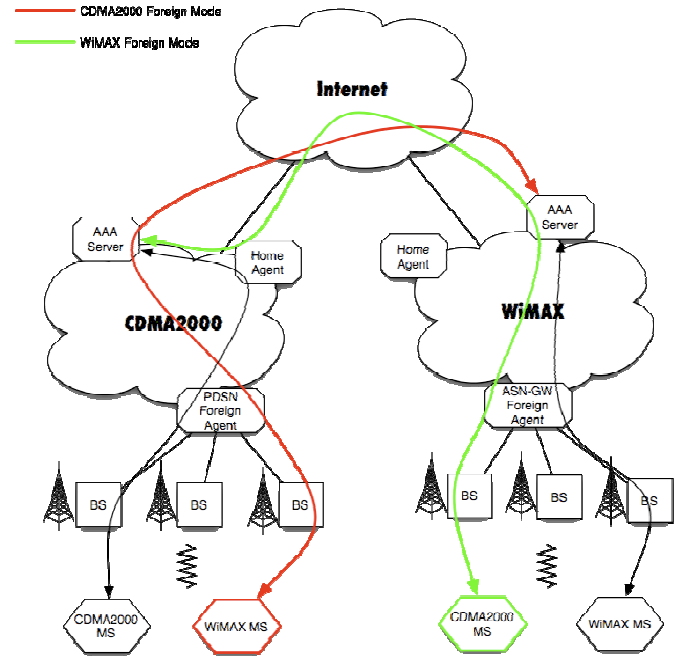 CDMA2000 Foreign Mode
WiMAX Foreign Mode
Internet
AAA
Server
AAA
Server
Home
Agent
Home
Agent
CDMA2000
WiMAX
PDSN
Foreign
Agent
ASN-GW
Foreign
Agent
BS
BS
BS
BS
BS
BS
CDMA2000
MS
WiMAX MS
CDMA2000
MS
WiMAX MS